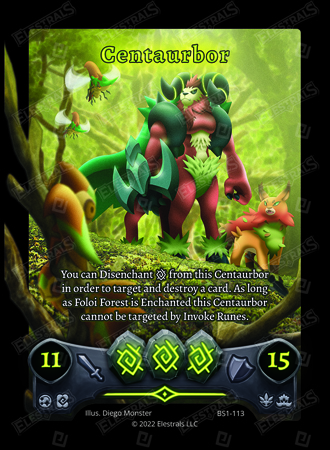 Centaurbor
You can Disenchant from this Centaurbor
in order to target and destroy a card. As long
as Foloi Forest is Enchanted this Centaurbor
cannot be targeted by Invoke Runes.
11
15
Illus. Diego Monster
BS1-113
© 2022 Elestrals LLC
ELESTRALS